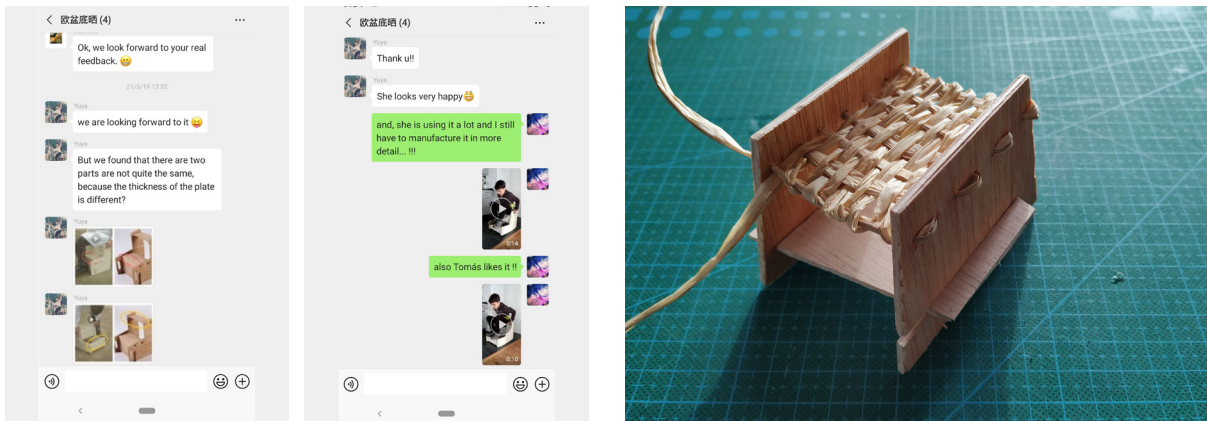 欧盆底晒 (4)
Ok, we look forward to your real
feedback. 😁
21/5/19 13:52
Yuya
we are looking forward to it 😛
Yuya
But we found that there are two
parts are not quite the same,
because the thickness of the plate
is different?
Yuya
Yuya
欧盆底晒 (4)
Yuya
Thank u!!
Yuya
She looks very happy😄
and, she is using it a lot and I still
have to manufacture it in more
detail... !!!
0:14
also Tomás likes it !!
0:10